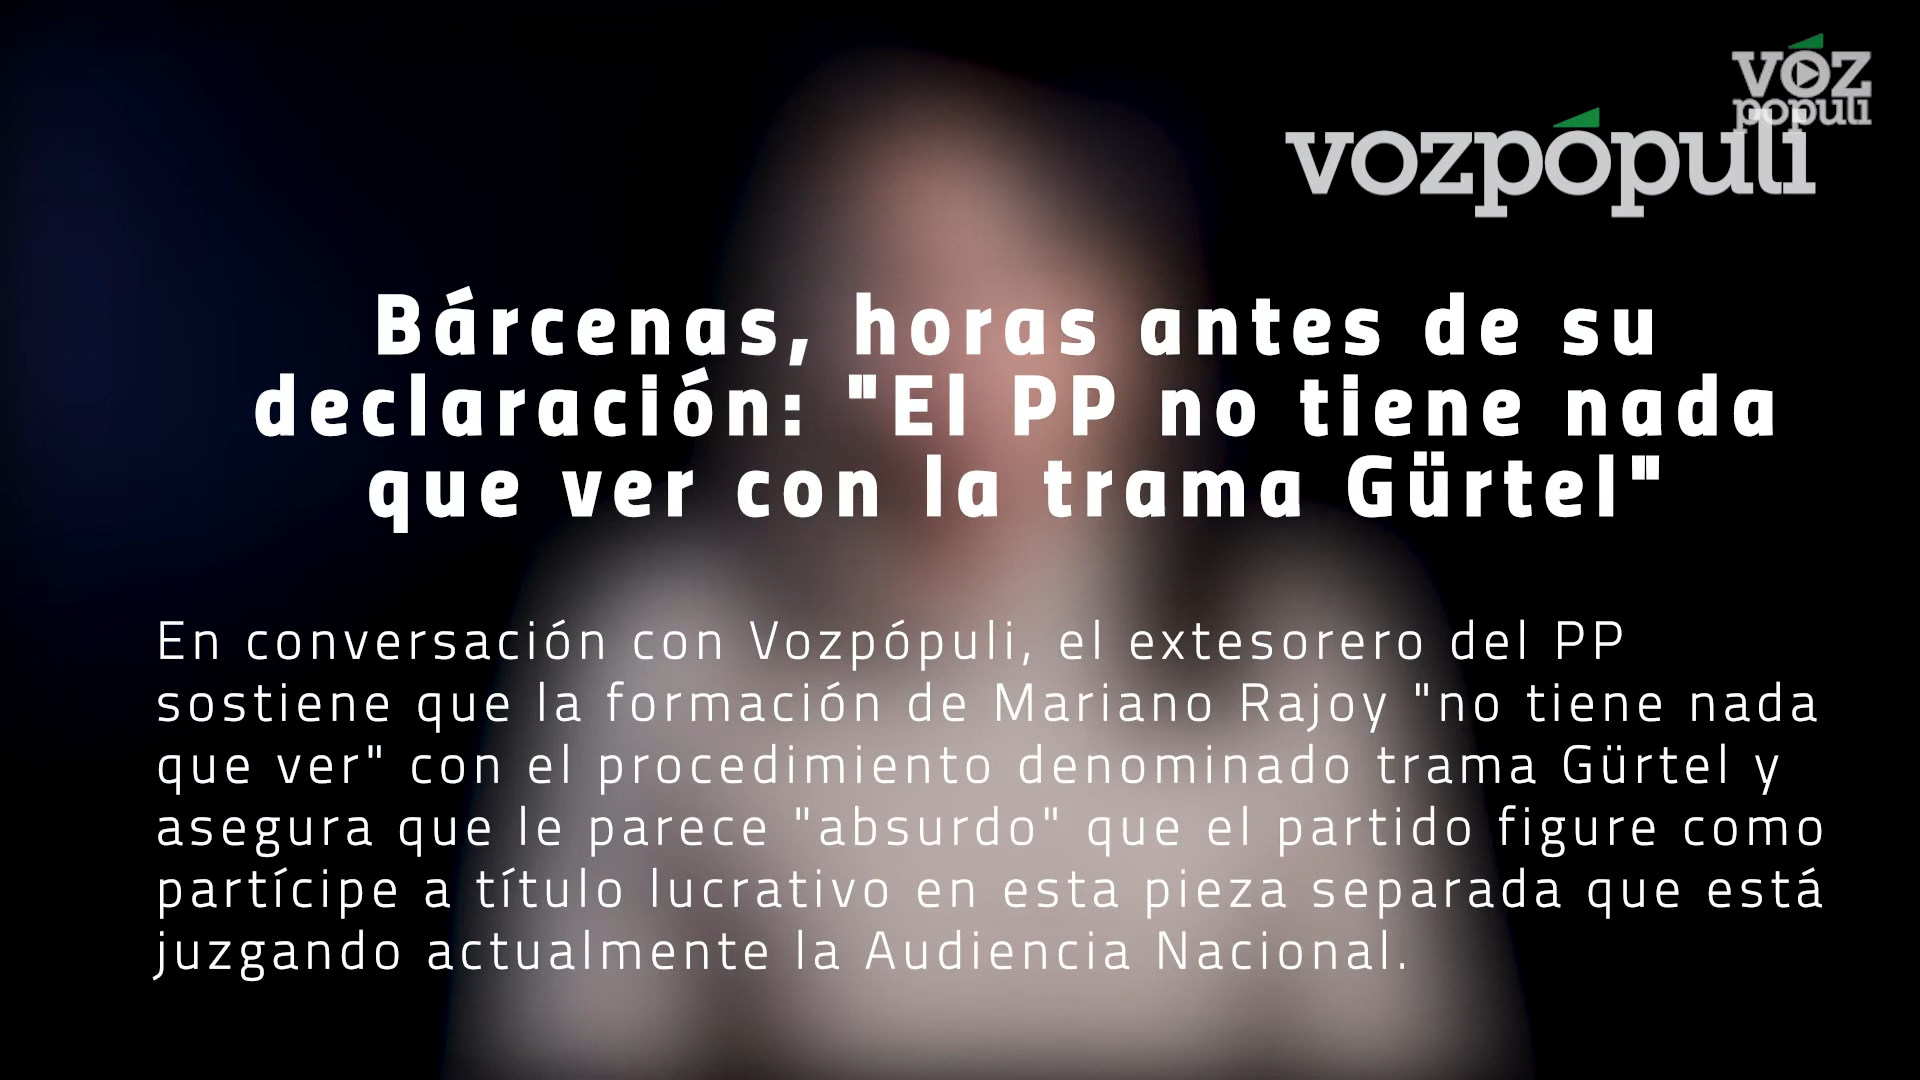 vóz
populi
vozpópuli
Bárcenas, horas antes de su
declaración: "El PP no tiene nada
que ver con la trama Gürtel"
En conversación con Vozpópuli, el extesorero del PP
sostiene que la formación de Mariano Rajoy "no tiene nada
que ver" con el procedimiento denominado trama Gürtel y
asegura que le parece "absurdo" que el partido figure como
partícipe a título lucrativo en esta pieza separada que está
juzgando actualmente la Audiencia Nacional.